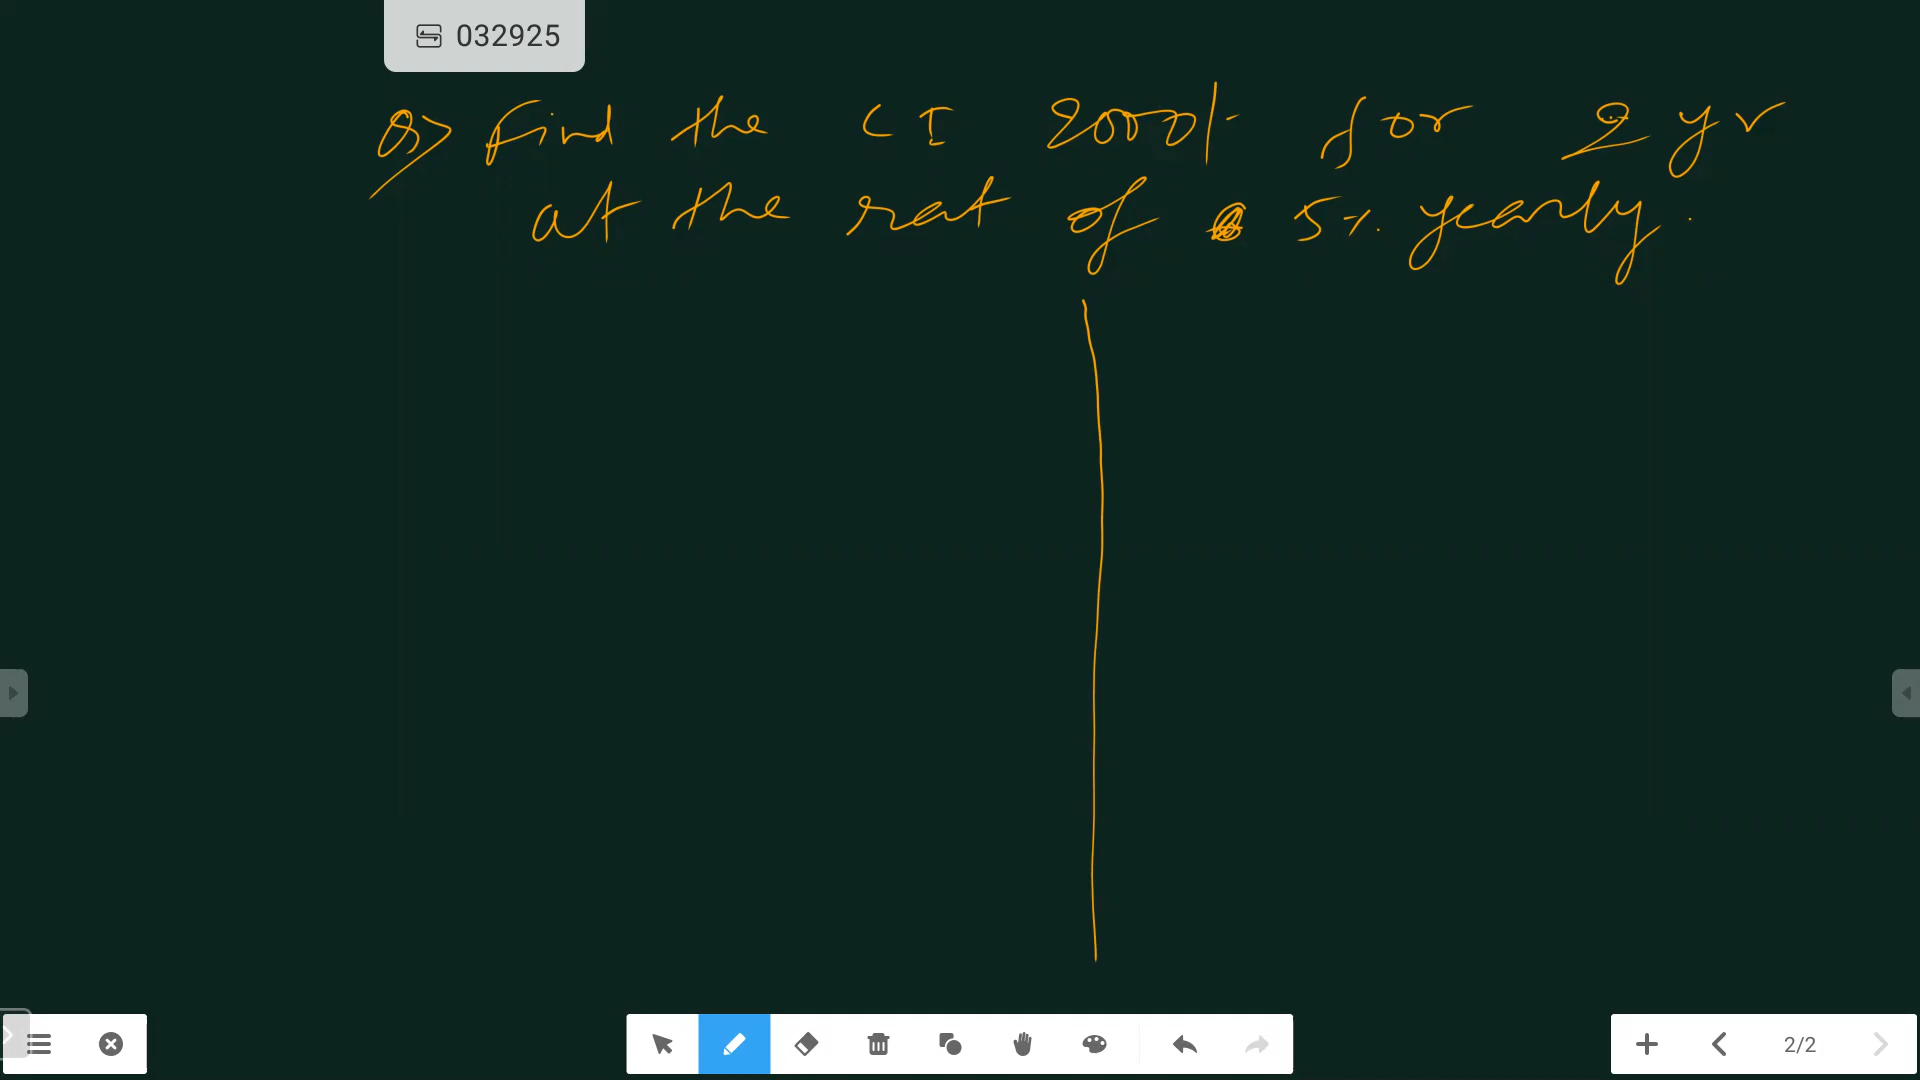 032925
Q> Find the CI 2000/- for 2 yr
at the rat of 5%. yearly.
2/2